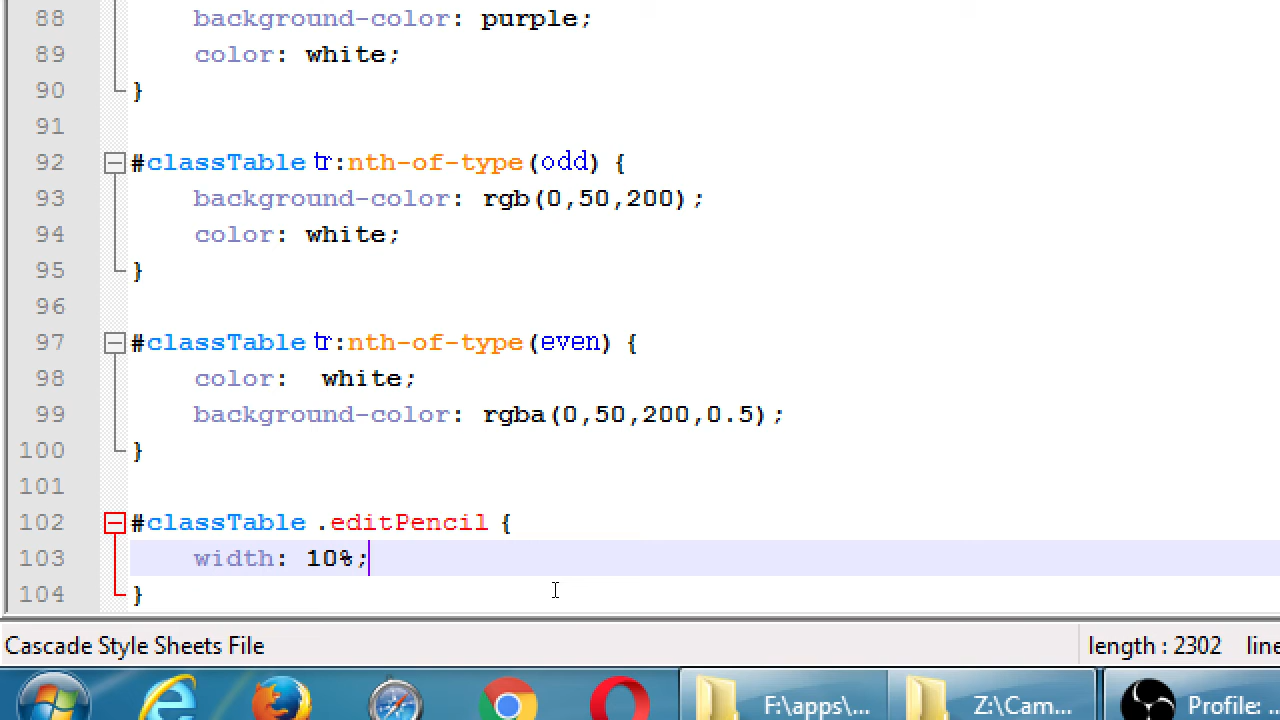 88 background-color: purple;
89 color: white;
90 }
91
92 #classTable tr:nth-of-type(odd) {
93 background-color: rgb(0,50,200);
94 color: white;
95 }
96
97 #classTable tr:nth-of-type(even) {
98 color:  white;
99 background-color: rgba(0,50,200,0.5);
100 }
101
102 #classTable .editPencil {
103 width: 10%;
104 }
Cascade Style Sheets File length : 2302 line
F:\apps\... Z:\Cam... Profile: ...